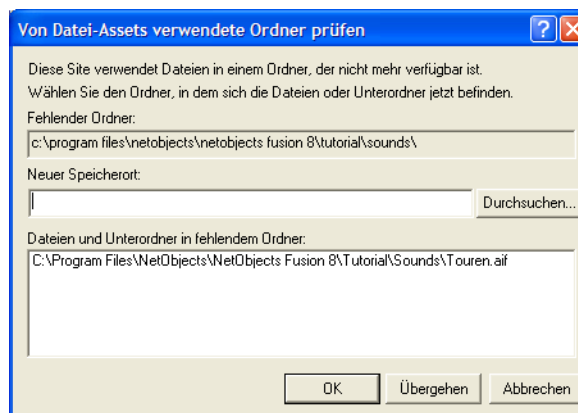 Von Datei-Assets verwendete Ordner prüfen
Diese Site verwendet Dateien in einem Ordner, der nicht mehr verfügbar ist.
Wählen Sie den Ordner, in dem sich die Dateien oder Unterordner jetzt befinden.
Fehlender Ordner:
c:\program files\netobjects\netobjects fusion 8\tutorial\sounds\
Neuer Speicherort:
Durchsuchen...
Dateien und Unterordner in fehlendem Ordner:
C:\Program Files\NetObjects\NetObjects Fusion 8\Tutorial\Sounds\Touren.aif
OK Übergehen Abbrechen